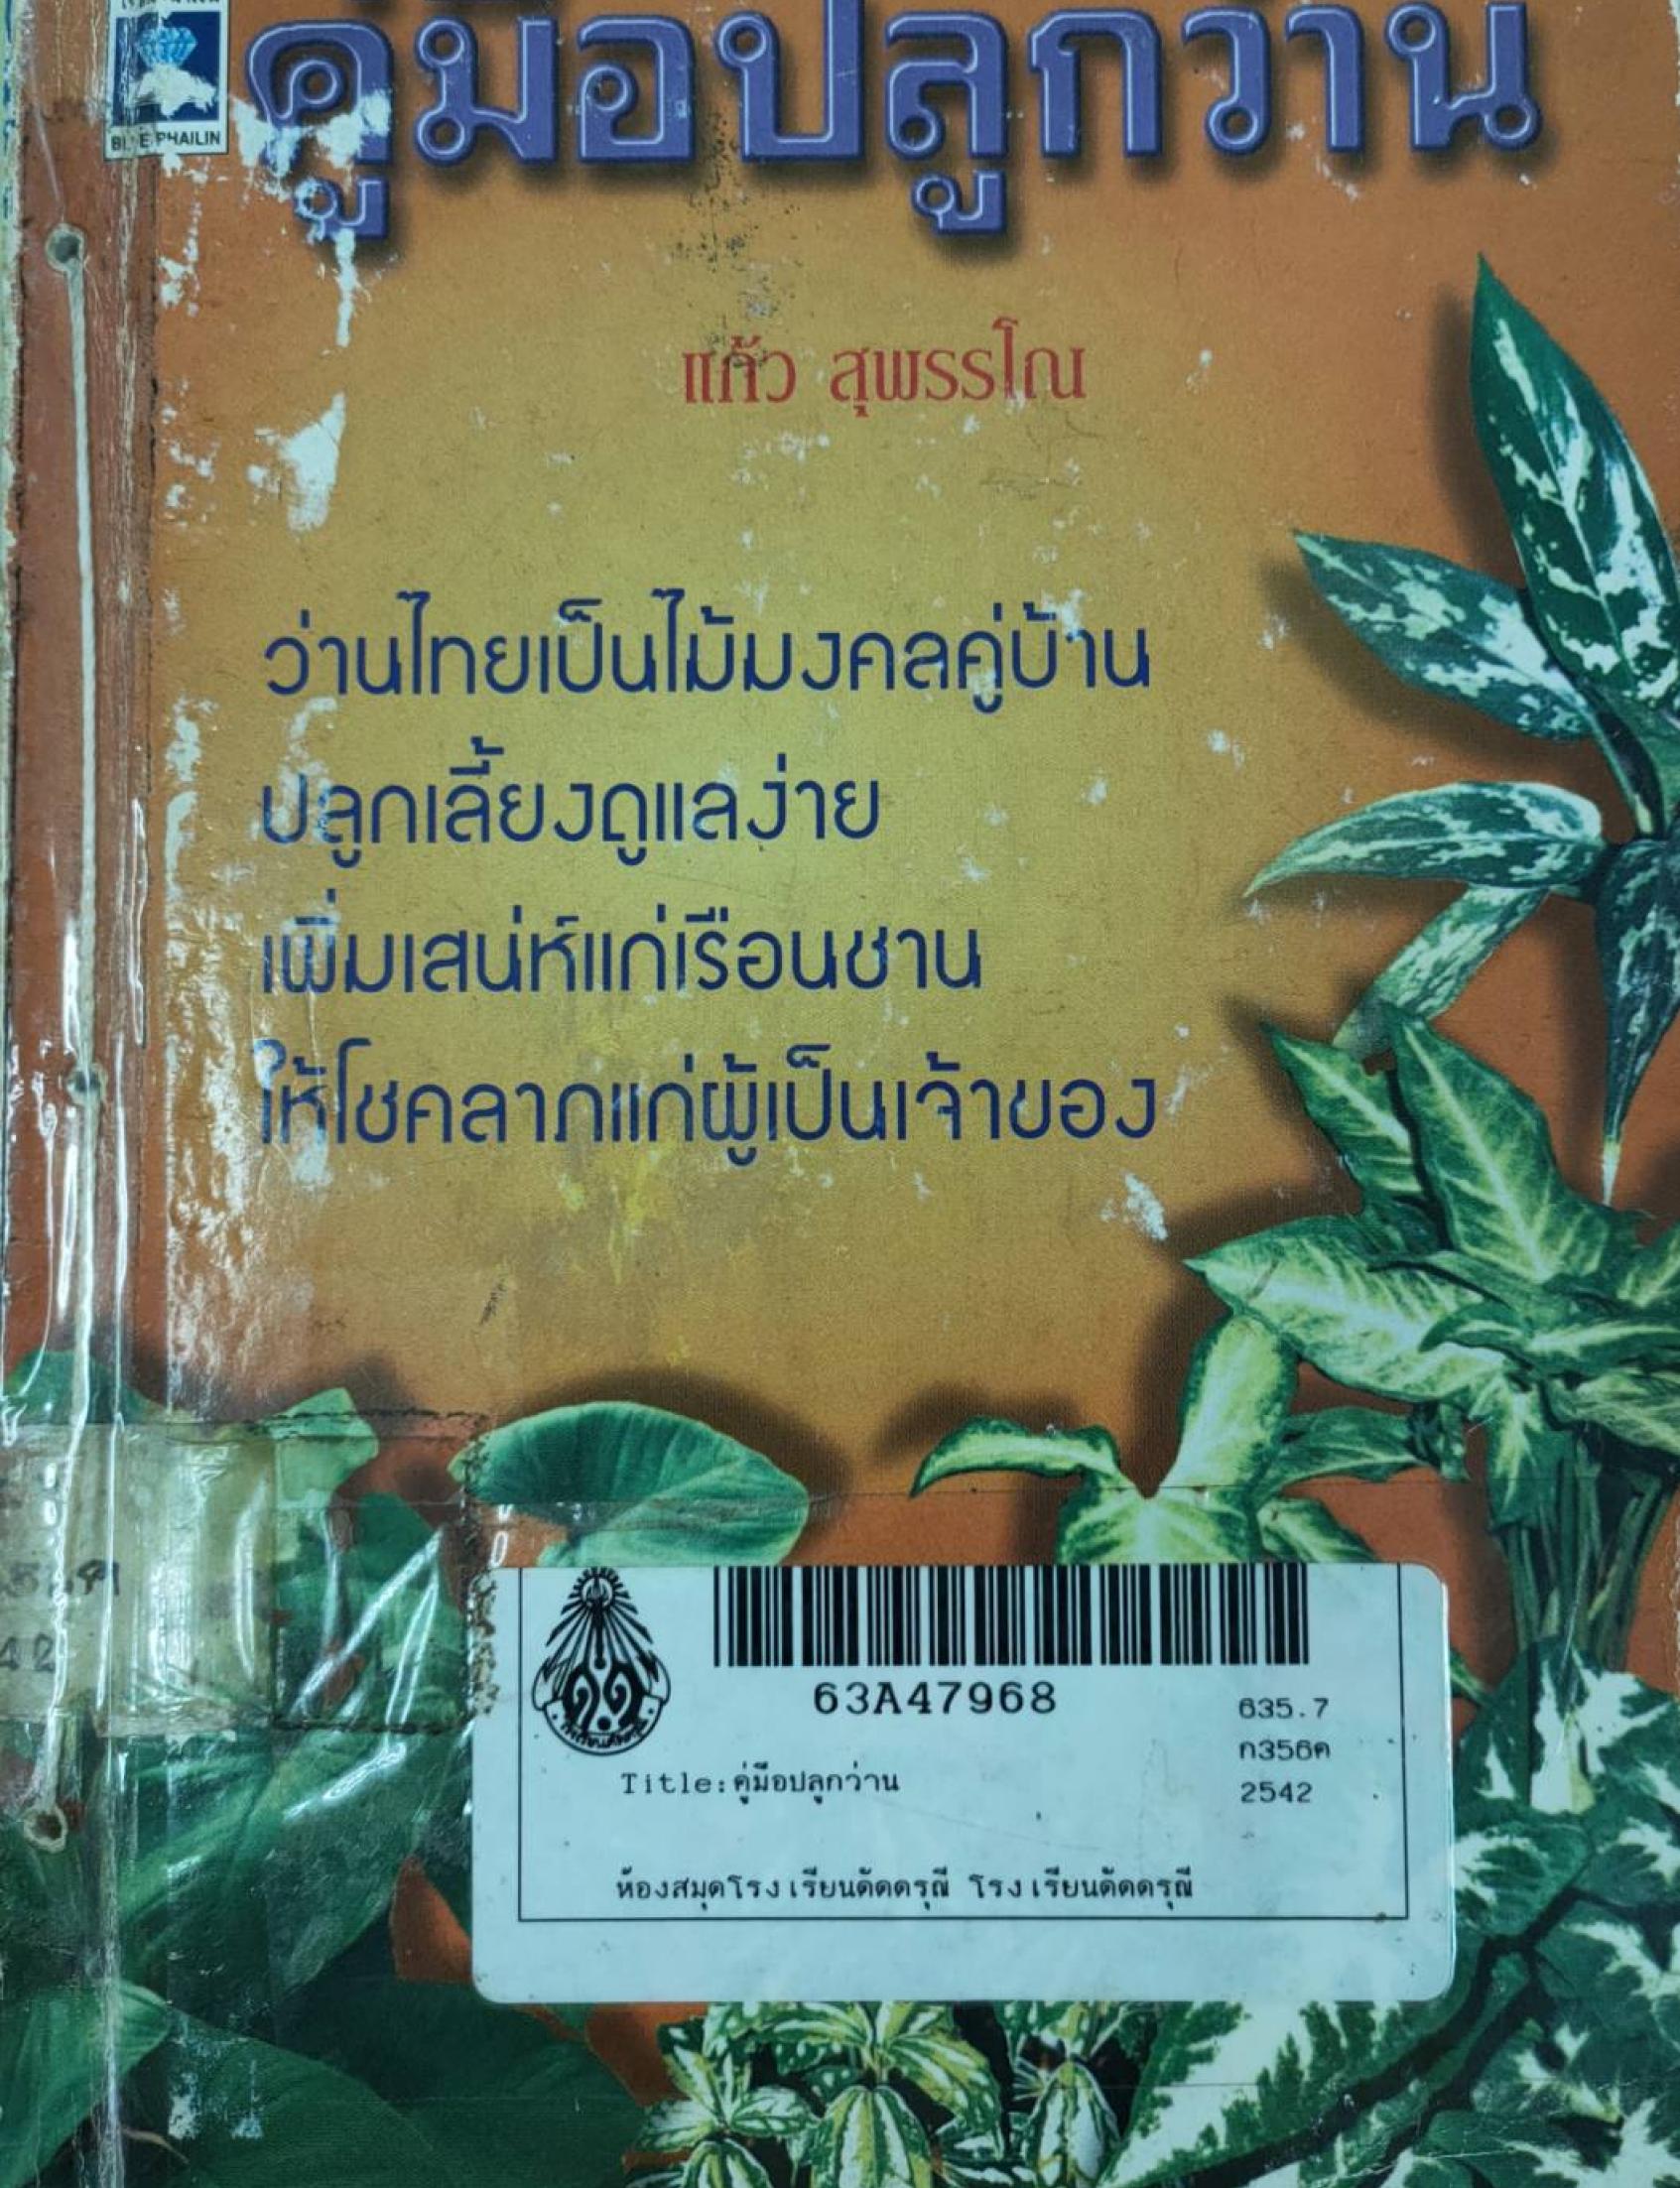 BLUE PHAILIN
คู่มือปลูกว่าน
แก้ว สุพรรโณ
ว่านไทยเป็นไม้มงคลคู่บ้าน
ปลูกเลี้ยงดูแลง่าย
เพิ่มเสน่ห์แก่เรือนชาน
ให้โชคลาภแก่ผู้เป็นเจ้าของ
63A47968
635.7
ก356ค
2542
Title:คู่มือปลูกว่าน
ห้องสมุดโรงเรียนดัดดรุณี โรงเรียนดัดดรุณี